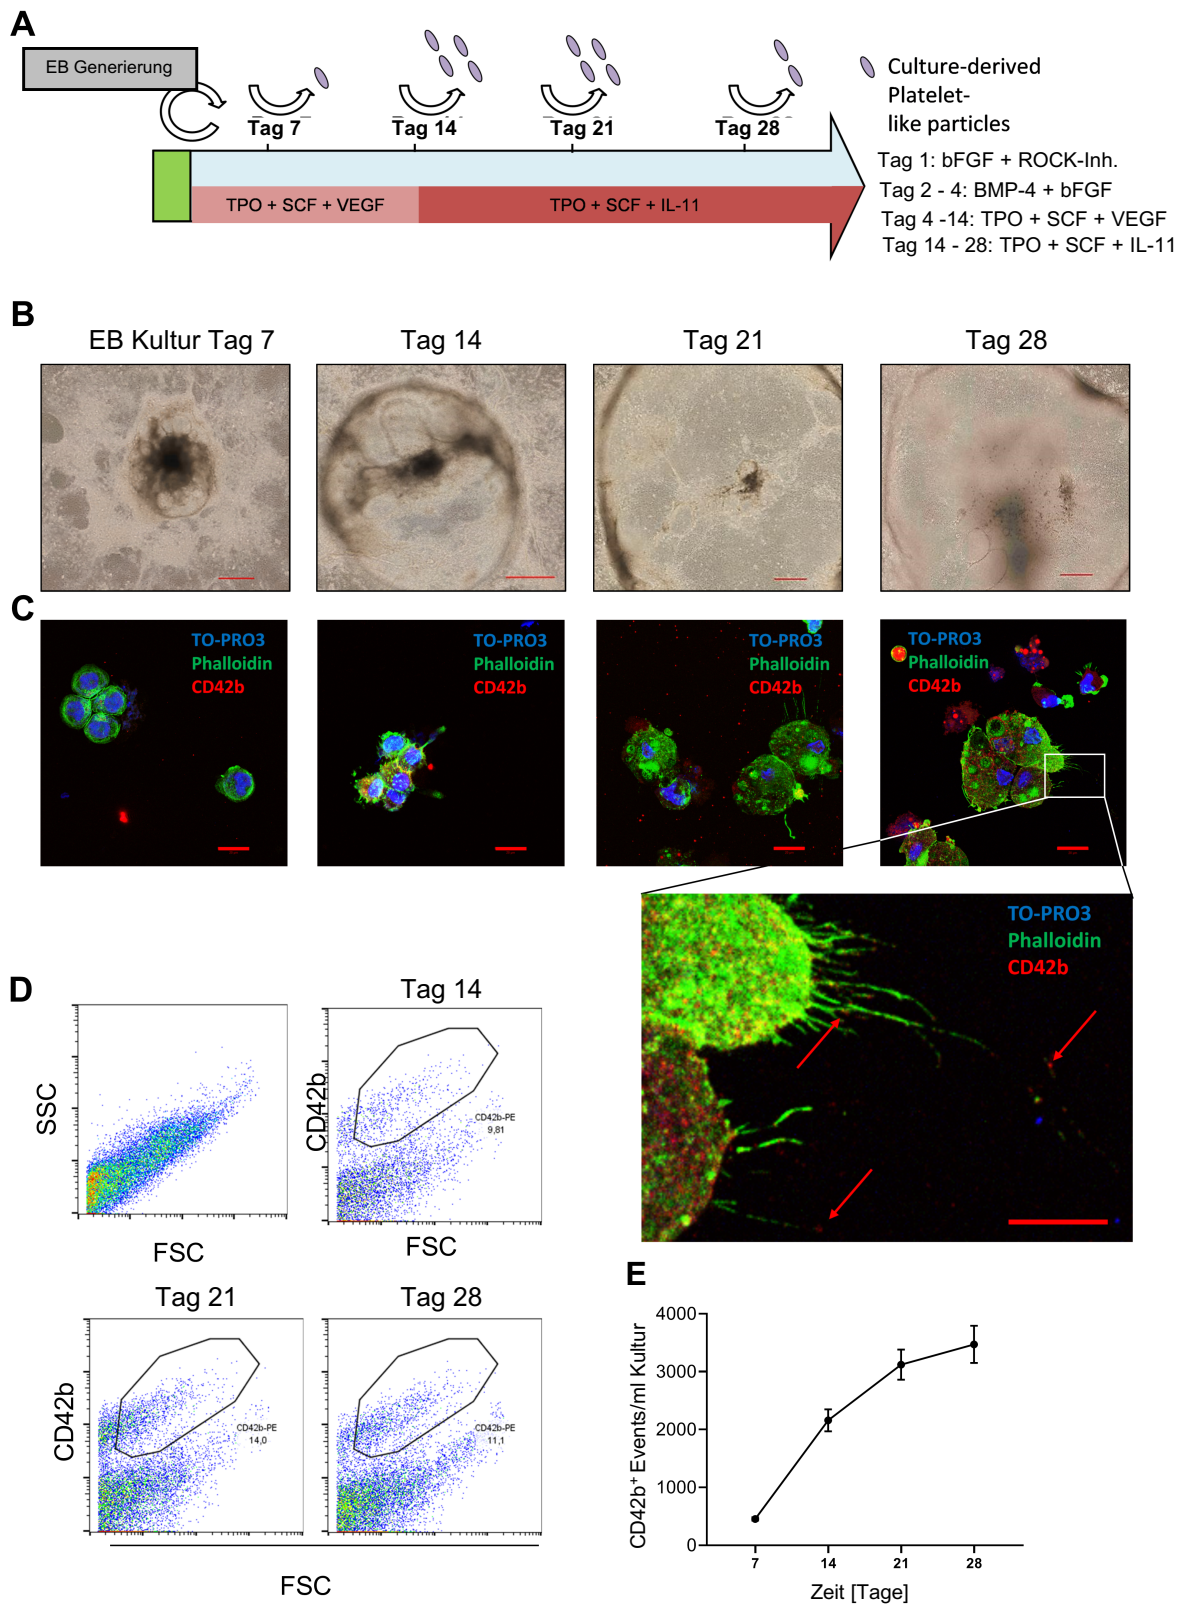 A
EB Generierung
Tag 7
Tag 14
Tag 21
Tag 28
Culture-derived
Platelet-
like particles
TPO + SCF + VEGF
TPO + SCF + IL-11
Tag 1: bFGF + ROCK-Inh.
Tag 2 - 4: BMP-4 + bFGF
Tag 4 -14: TPO + SCF + VEGF
Tag 14 - 28: TPO + SCF + IL-11
B
EB Kultur Tag 7
Tag 14
Tag 21
Tag 28
C
TO-PRO3
Phalloidin
CD42b
TO-PRO3
Phalloidin
CD42b
TO-PRO3
Phalloidin
CD42b
TO-PRO3
Phalloidin
CD42b
TO-PRO3
Phalloidin
CD42b
D
SSC
FSC
Tag 14
CD42b
CD42b-PE
9,81
FSC
Tag 21
CD42b
CD42b-PE
14,0
Tag 28
CD42b-PE
11,1
FSC
E
CD42b+ Events/ml Kultur
4000
3000
2000
1000
0
7
14
21
28
Zeit [Tage]